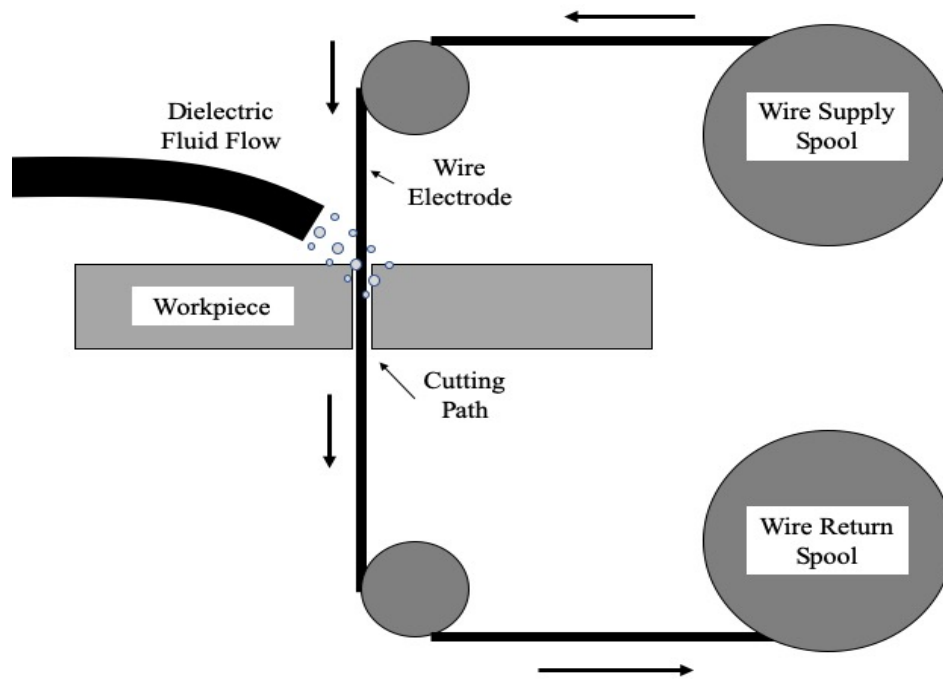 Dielectric
Fluid Flow
Wire Supply
Spool
Wire
Electrode
Workpiece
Cutting
Path
Wire Return
Spool